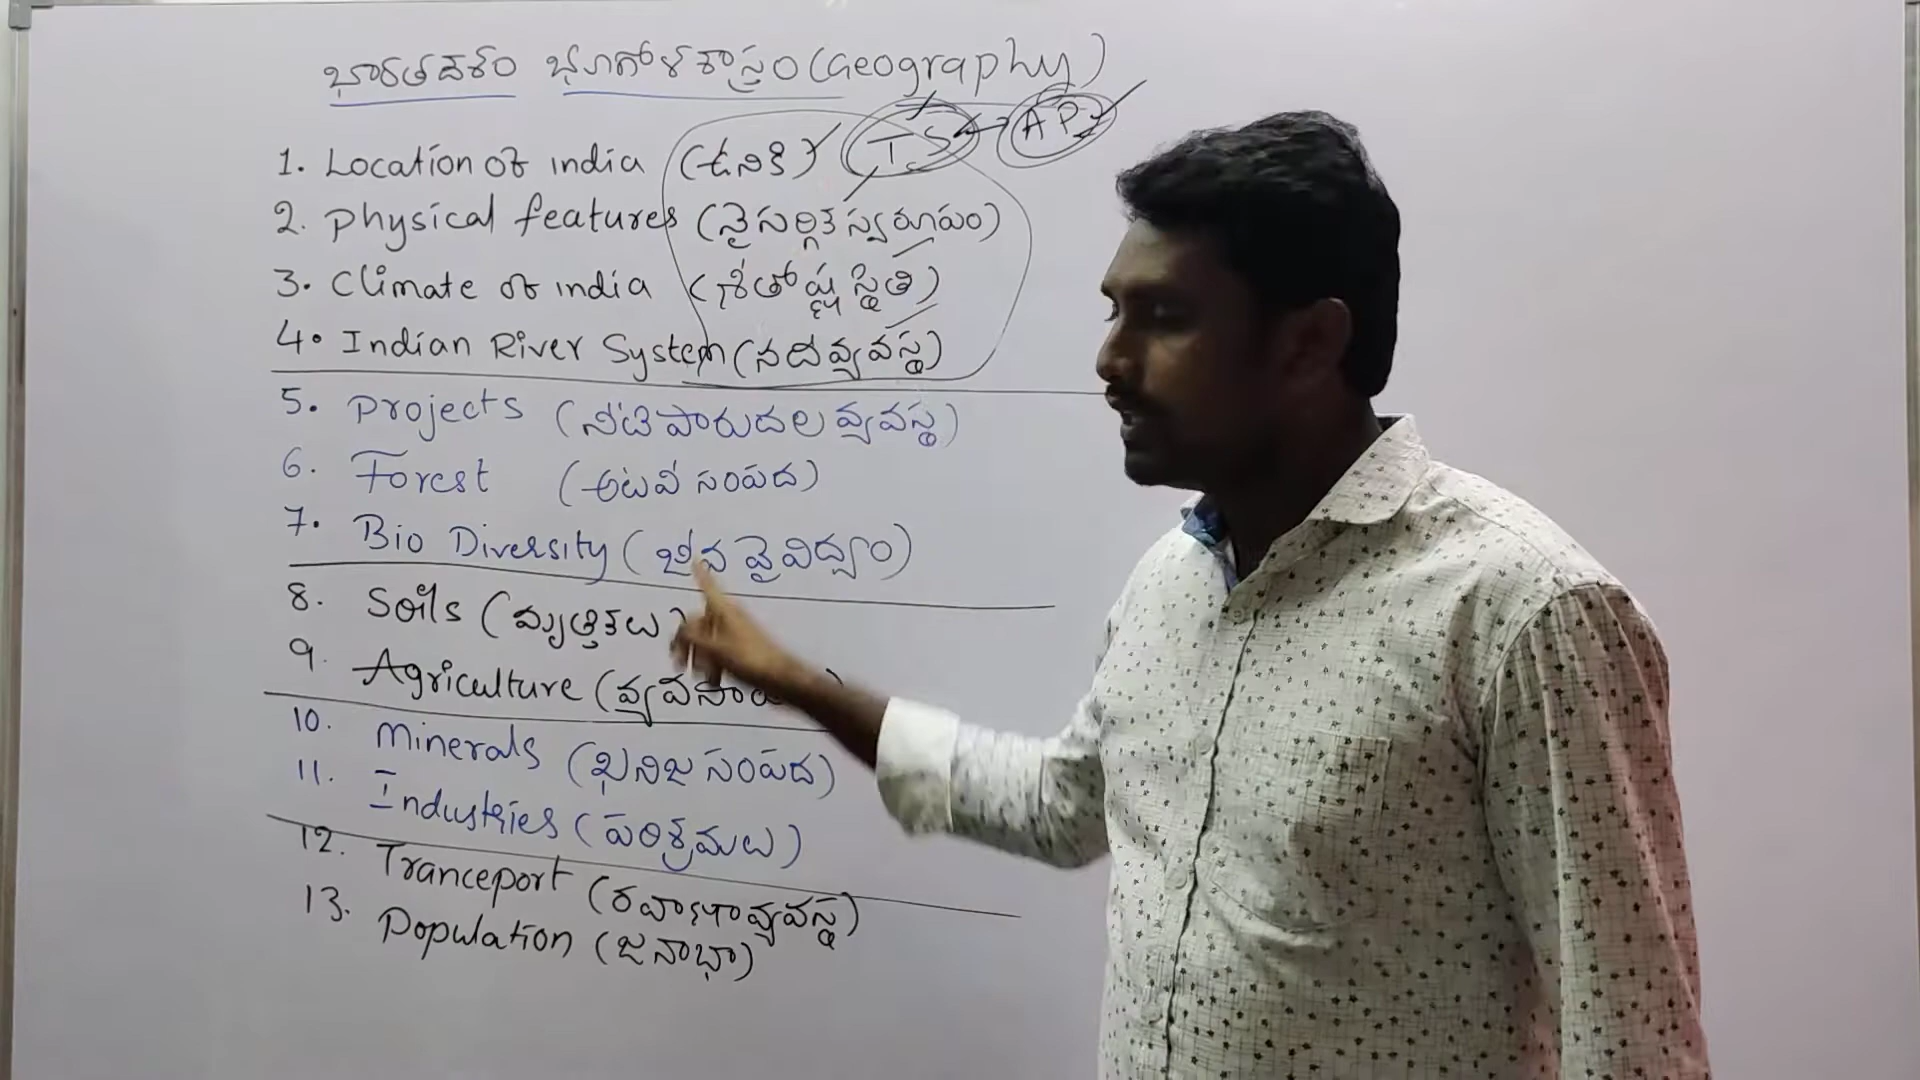 భారతదేశం భూగోళశాస్త్రం (Geography)
T.S AP
1. Location of india (ఉనికి)
2. Physical features (నైసర్గిక స్వరూపం)
3. Climate of india (శీతోష్ణ స్థితి)
4. Indian River System (నదీ వ్యవస్థ)
5. Projects (నీటిపారుదల వ్యవస్థ)
6. Forest (అటవీ సంపద)
7. Bio Diversity (జీవ వైవిధ్యం)
8. Soils (మృత్తికలు)
9. Agriculture
10. Minerals (ఖనిజ సంపద)
11. Industries (పరిశ్రమలు)
12. Tranceport (రవాణా వ్యవస్థ)
13. Population (జనాభా)